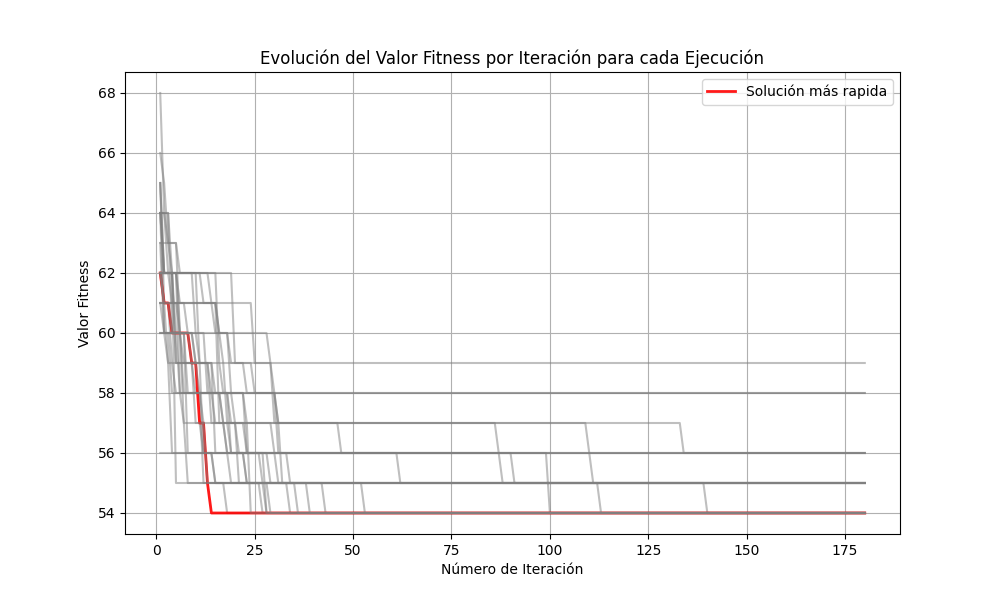 Evolución del Valor Fitness por Iteración para cada Ejecución
Solución más rapida
Valor Fitness
68
66
64
62
60
58
56
54
0 25 50 75 100 125 150 175
Número de Iteración